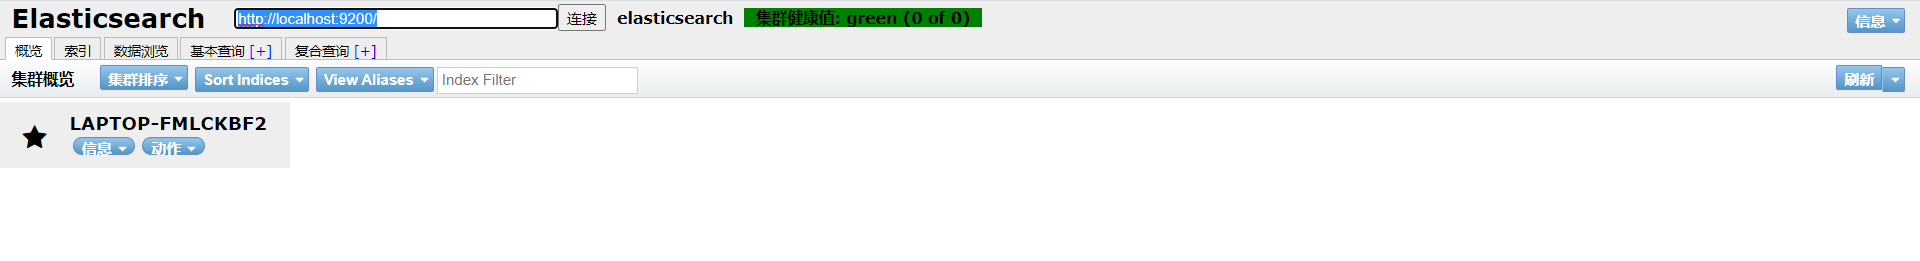 Elasticsearch http://localhost:9200/ 连接 elasticsearch 集群健康值: green (0 of 0) 信息
概览 索引 数据浏览 基本查询 [+] 复合查询 [+]
集群概览 集群排序 Sort Indices View Aliases Index Filter 刷新
LAPTOP-FMLCKBF2
信息 动作